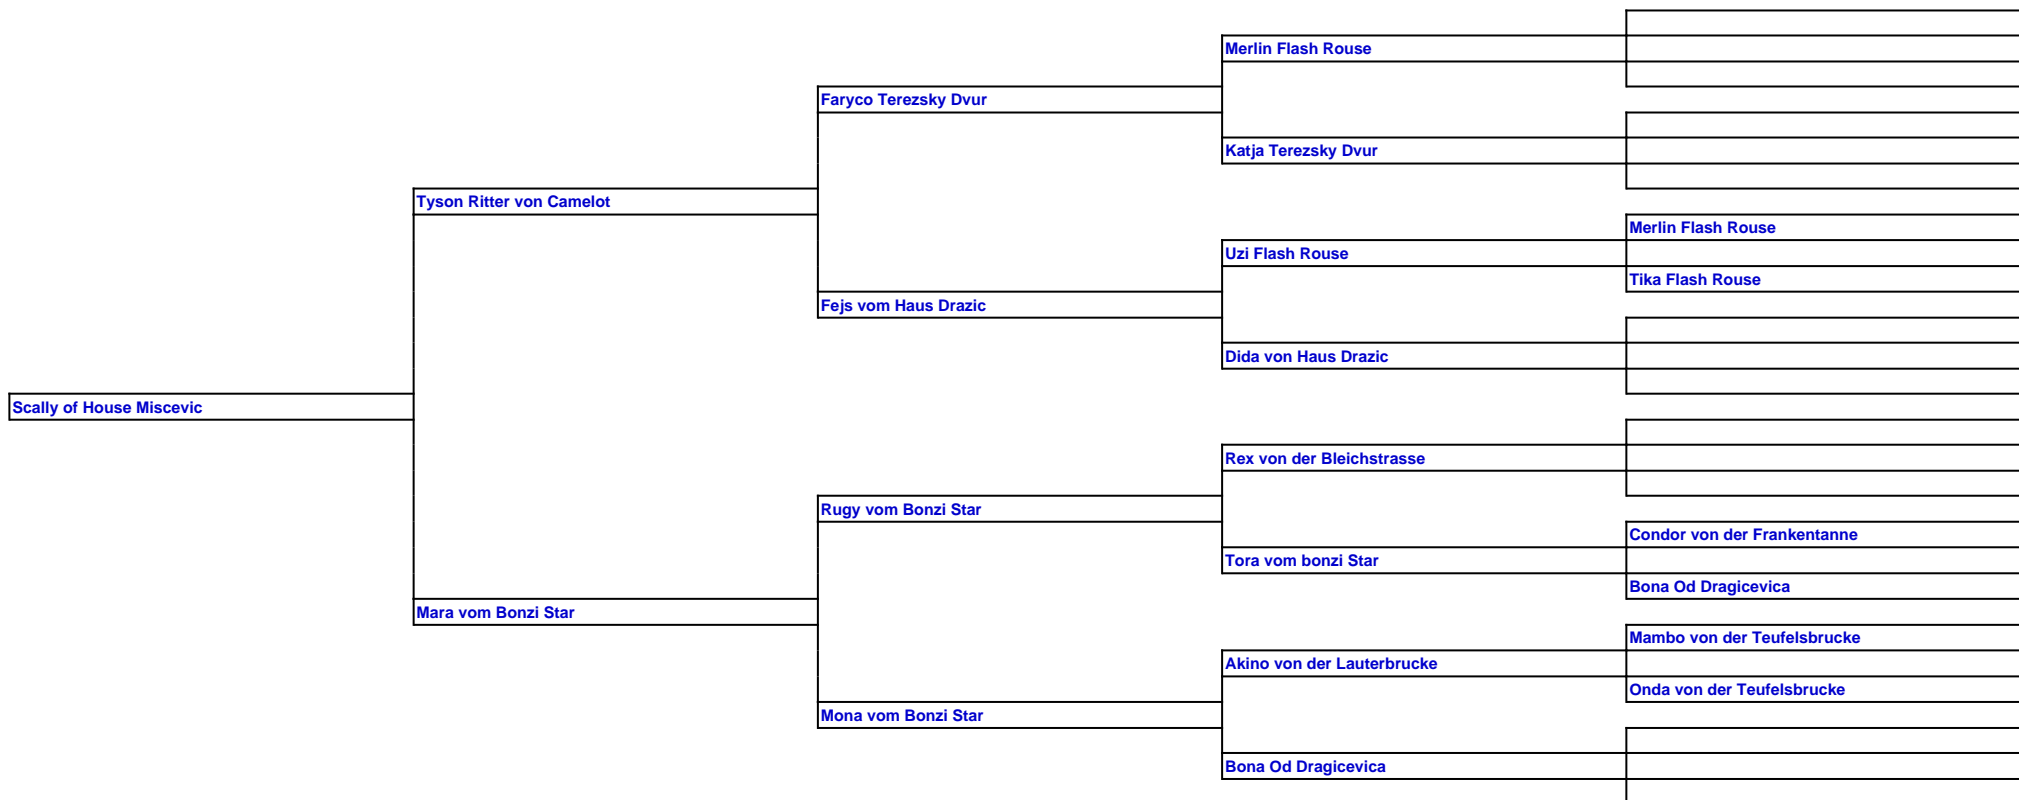 Merlin Flash Rouse
Faryco Terezsky Dvur
Katja Terezsky Dvur
Tyson Ritter von Camelot
Merlin Flash Rouse
Uzi Flash Rouse
Tika Flash Rouse
Fejs vom Haus Drazic
Dida von Haus Drazic
Scally of House Miscevic
Rex von der Bleichstrasse
Rugy vom Bonzi Star
Condor von der Frankentanne
Tora vom bonzi Star
Bona Od Dragicevica
Mara vom Bonzi Star
Mambo von der Teufelsbrucke
Akino von der Lauterbrucke
Onda von der Teufelsbrucke
Mona vom Bonzi Star
Bona Od Dragicevica